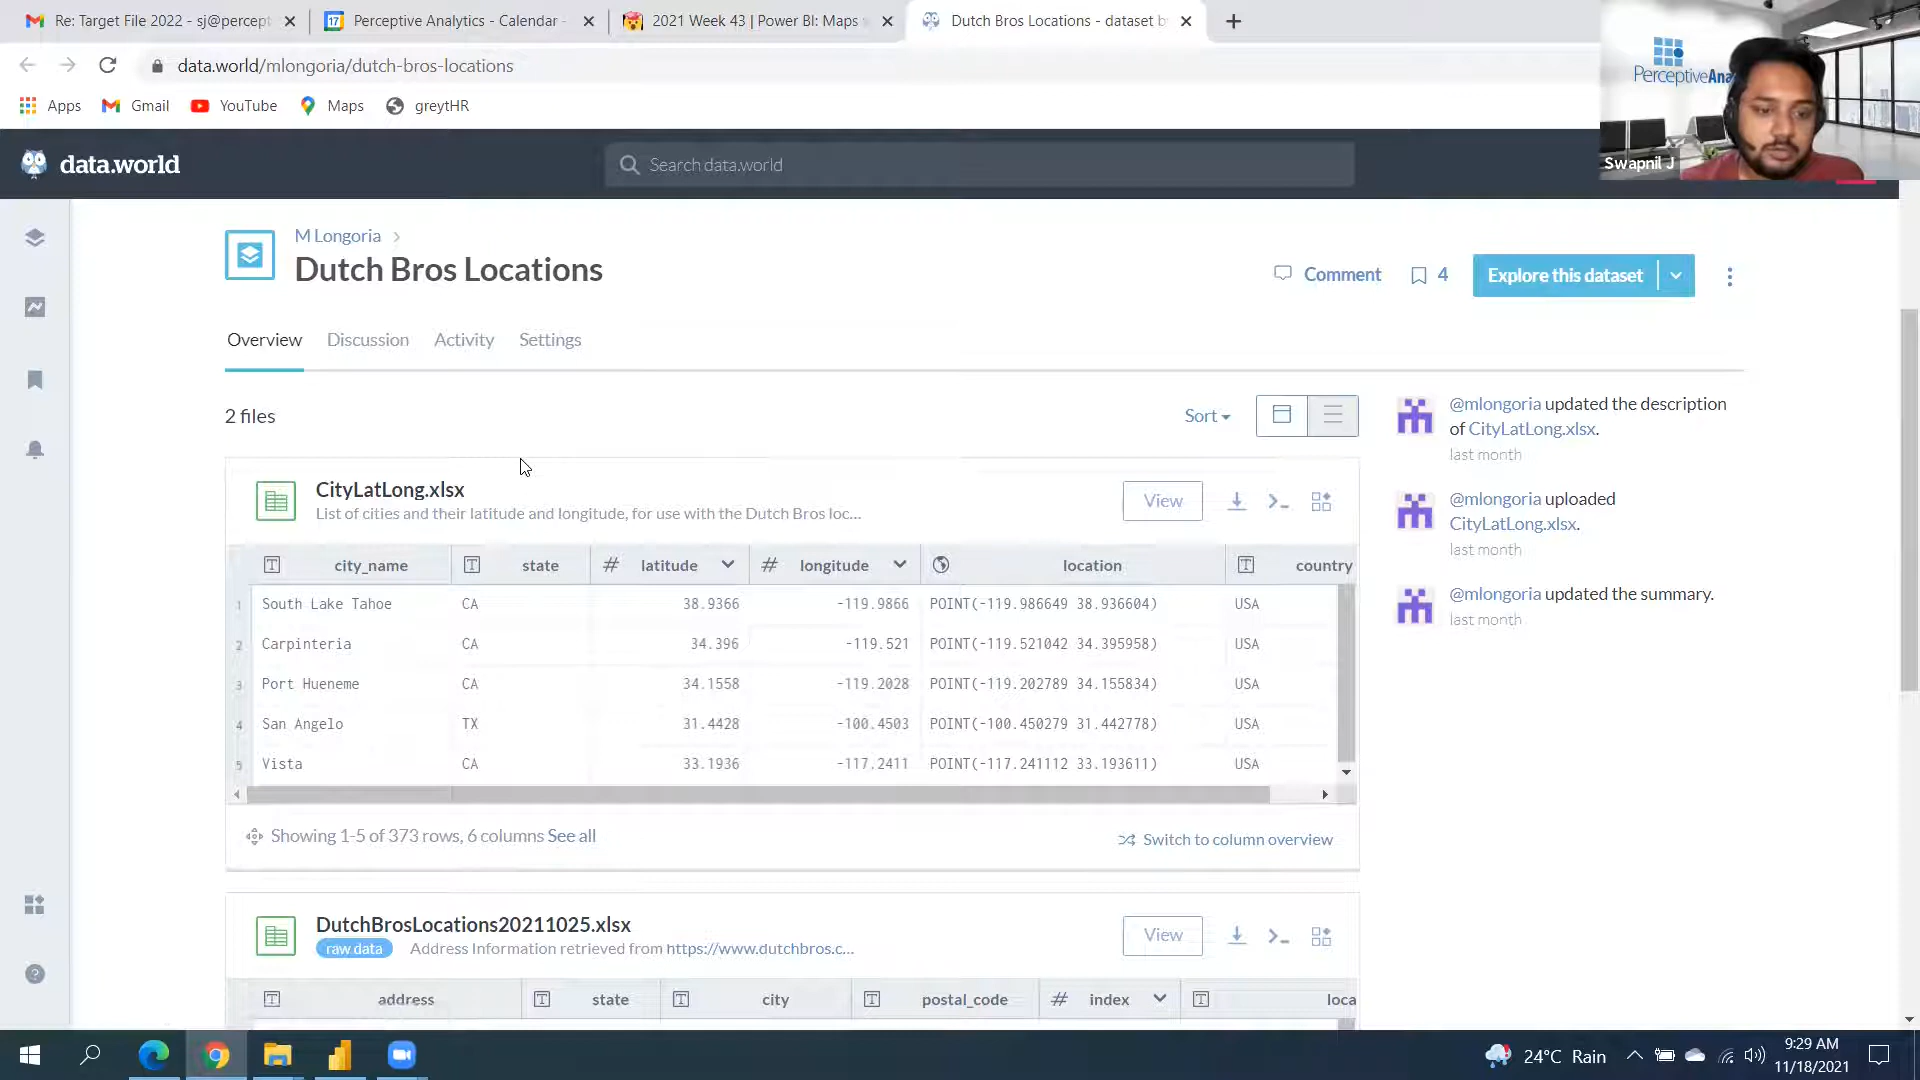 Re: Target File 2022 - sj@percept
Perceptive Analytics - Calendar -
2021 Week 43 | Power BI: Maps
Dutch Bros Locations - dataset b
data.world/mlongoria/dutch-bros-locations
Apps
Gmail
YouTube
Maps
greytHR
PerceptiveAna
Swapnil J
data.world
Search data.world
M Longoria
Dutch Bros Locations
Comment
4
Explore this dataset
Overview
Discussion
Activity
Settings
2 files
Sort
@mlongoria updated the description
of CityLatLong.xlsx.
last month
@mlongoria uploaded
CityLatLong.xlsx.
last month
@mlongoria updated the summary.
last month
CityLatLong.xlsx
List of cities and their latitude and longitude, for use with the Dutch Bros loc...
View
city_name state latitude longitude location country
1 South Lake Tahoe CA 38.9366 -119.9866 POINT(-119.986649 38.936604) USA
2 Carpinteria CA 34.396 -119.521 POINT(-119.521042 34.395958) USA
3 Port Hueneme CA 34.1558 -119.2028 POINT(-119.202789 34.155834) USA
4 San Angelo TX 31.4428 -100.4503 POINT(-100.450279 31.442778) USA
5 Vista CA 33.1936 -117.2411 POINT(-117.241112 33.193611) USA
Showing 1-5 of 373 rows, 6 columns See all
Switch to column overview
DutchBrosLocations20211025.xlsx
raw data Address Information retrieved from https://www.dutchbros.c...
View
address state city postal_code index loca
24°C Rain
9:29 AM
11/18/2021